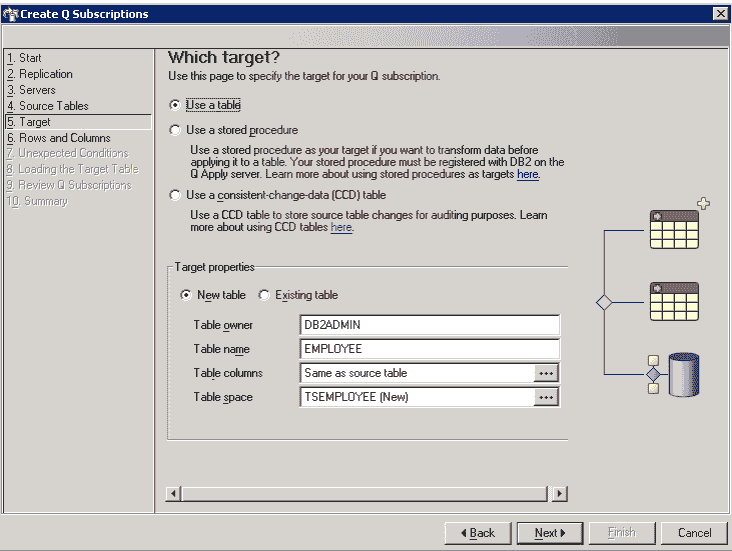 Create Q Subscriptions
1. Start
2. Replication
3. Servers
4. Source Tables
5. Target
6. Rows and Columns
7. Unexpected Conditions
8. Loading the Target Table
9. Review Q Subscriptions
10. Summary
Which target?
Use this page to specify the target for your Q subscription.
Use a table
Use a stored procedure
Use a stored procedure as your target if you want to transform data before
applying it to a table. Your stored procedure must be registered with DB2 on the
Q Apply server. Learn more about using stored procedures as targets here.
Use a consistent-change-data (CCD) table
Use a CCD table to store source table changes for auditing purposes. Learn
more about using CCD tables here.
Target properties
New table Existing table
Table owner DB2ADMIN
Table name EMPLOYEE
Table columns Same as source table ...
Table space TSEMPLOYEE (New) ...
Back Next Finish Cancel